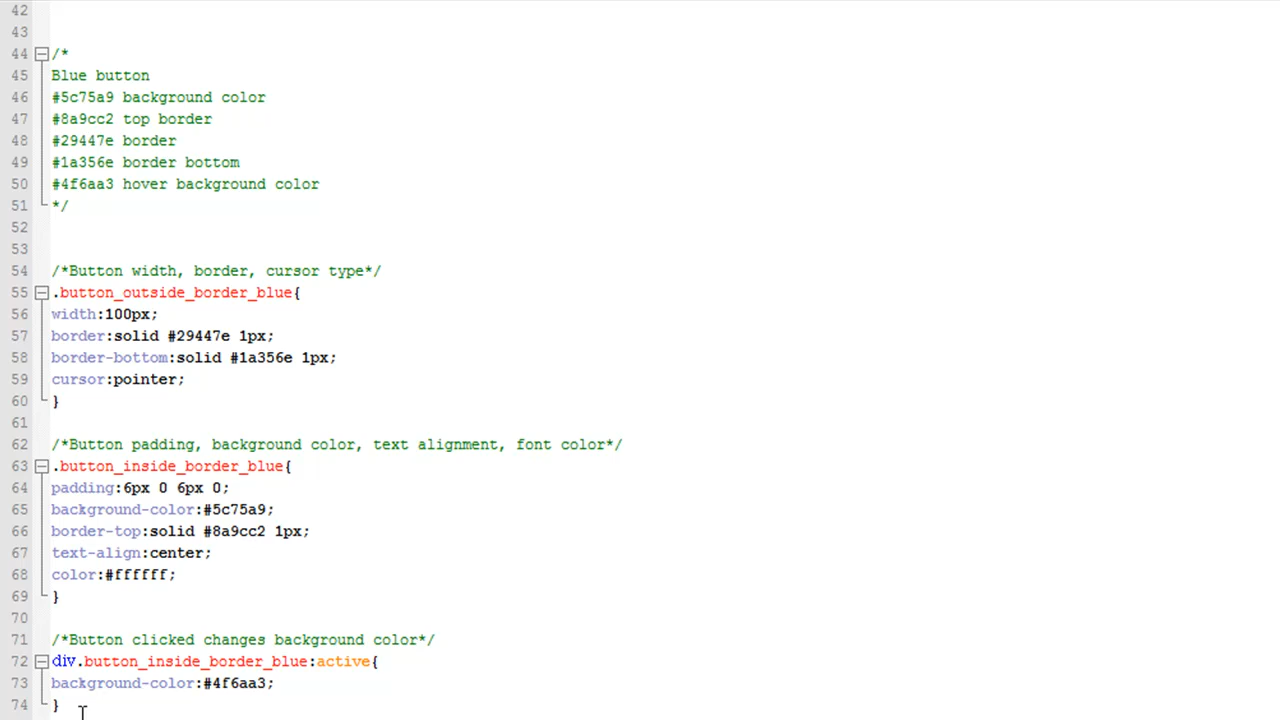 42
43
44 /*
45 Blue button
46 #5c75a9 background color
47 #8a9cc2 top border
48 #29447e border
49 #1a356e border bottom
50 #4f6aa3 hover background color
51 */
52
53
54 /*Button width, border, cursor type*/
55 .button_outside_border_blue{
56 width:100px;
57 border:solid #29447e 1px;
58 border-bottom:solid #1a356e 1px;
59 cursor:pointer;
60 }
61
62 /*Button padding, background color, text alignment, font color*/
63 .button_inside_border_blue{
64 padding:6px 0 6px 0;
65 background-color:#5c75a9;
66 border-top:solid #8a9cc2 1px;
67 text-align:center;
68 color:#ffffff;
69 }
70
71 /*Button clicked changes background color*/
72 div.button_inside_border_blue:active{
73 background-color:#4f6aa3;
74 }